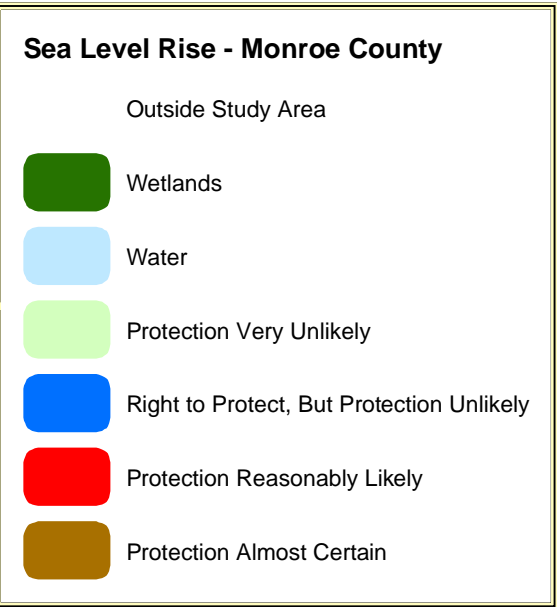 Sea Level Rise - Monroe County
Outside Study Area
Wetlands
Water
Protection Very Unlikely
Right to Protect, But Protection Unlikely
Protection Reasonably Likely
Protection Almost Certain